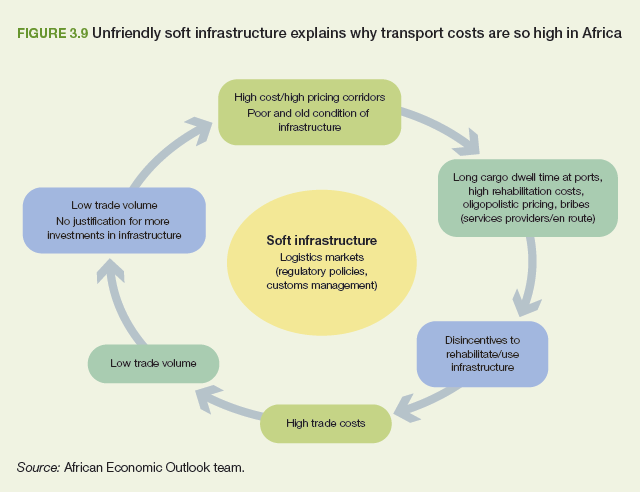 FIGURE 3.9 Unfriendly soft infrastructure explains why transport costs are so high in Africa
High cost/high pricing corridors
Poor and old condition of
infrastructure
Long cargo dwell time at ports,
high rehabilitation costs,
oligopolistic pricing, bribes
(services providers/en route)
Disincentives to
rehabilitate/use
infrastructure
High trade costs
Low trade volume
Low trade volume
No justification for more
investments in infrastructure
Soft infrastructure
Logistics markets
(regulatory policies,
customs management)
Source: African Economic Outlook team.